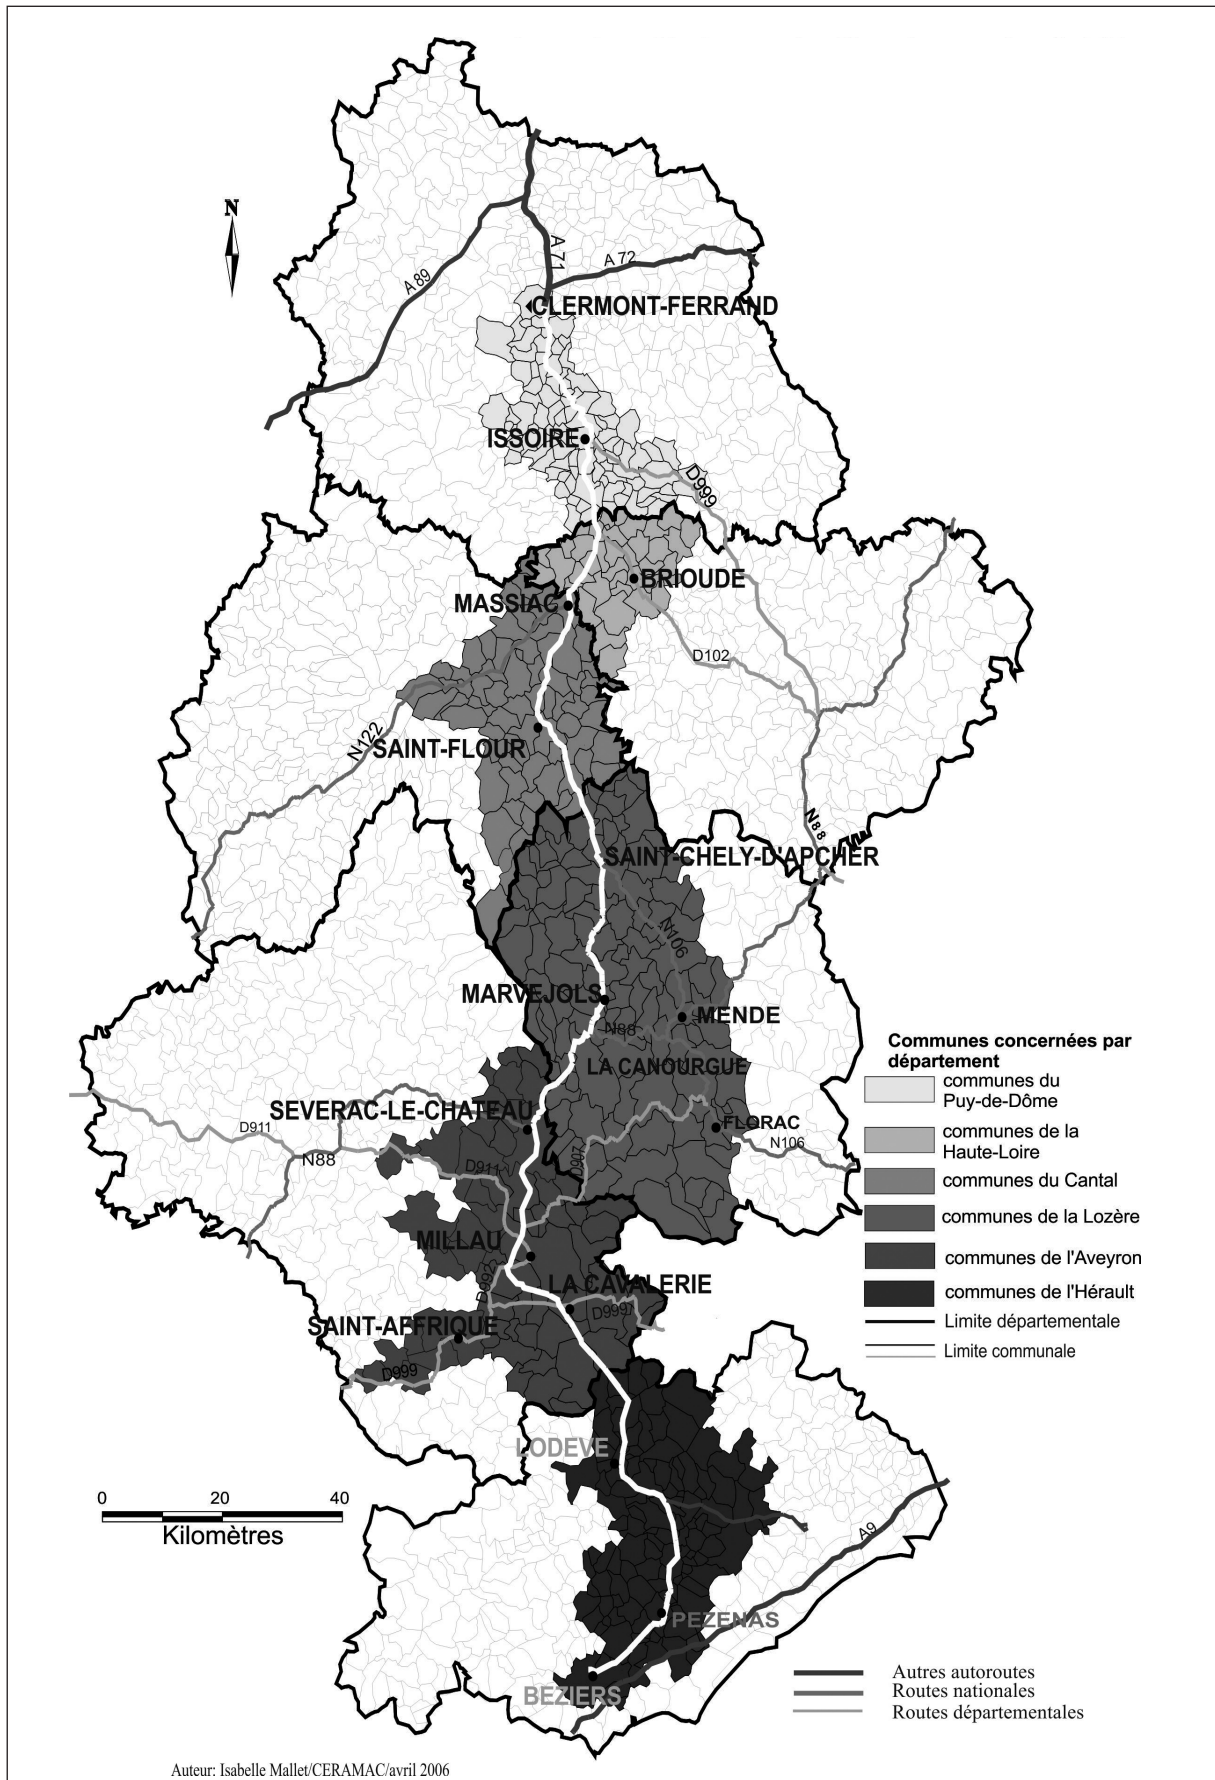 N
A 71
A 72
A 89
CLERMONT-FERRAND
ISSOIRE
D999
BRIOUDE
MASSIAC
D102
N122
SAINT-FLOUR
N88
SAINT-CHELY-D'APCHER
N106
MARVEJOLS
MENDE
N88
LA CANOURGUE
SEVERAC-LE-CHATEAU
FLORAC
D911
N106
N88
D911
D907
MILLAU
D992
LA CAVALERIE
D999
SAINT-AFFRIQUE
D999
LODEVE
A9
PEZENAS
BEZIERS
Communes concernées par
département
communes du
Puy-de-Dôme
communes de la
Haute-Loire
communes du Cantal
communes de la Lozère
communes de l'Aveyron
communes de l'Hérault
Limite départementale
Limite communale
0 20 40
Kilomètres
Autres autoroutes
Routes nationales
Routes départementales
Auteur: Isabelle Mallet/CERAMAC/avril 2006